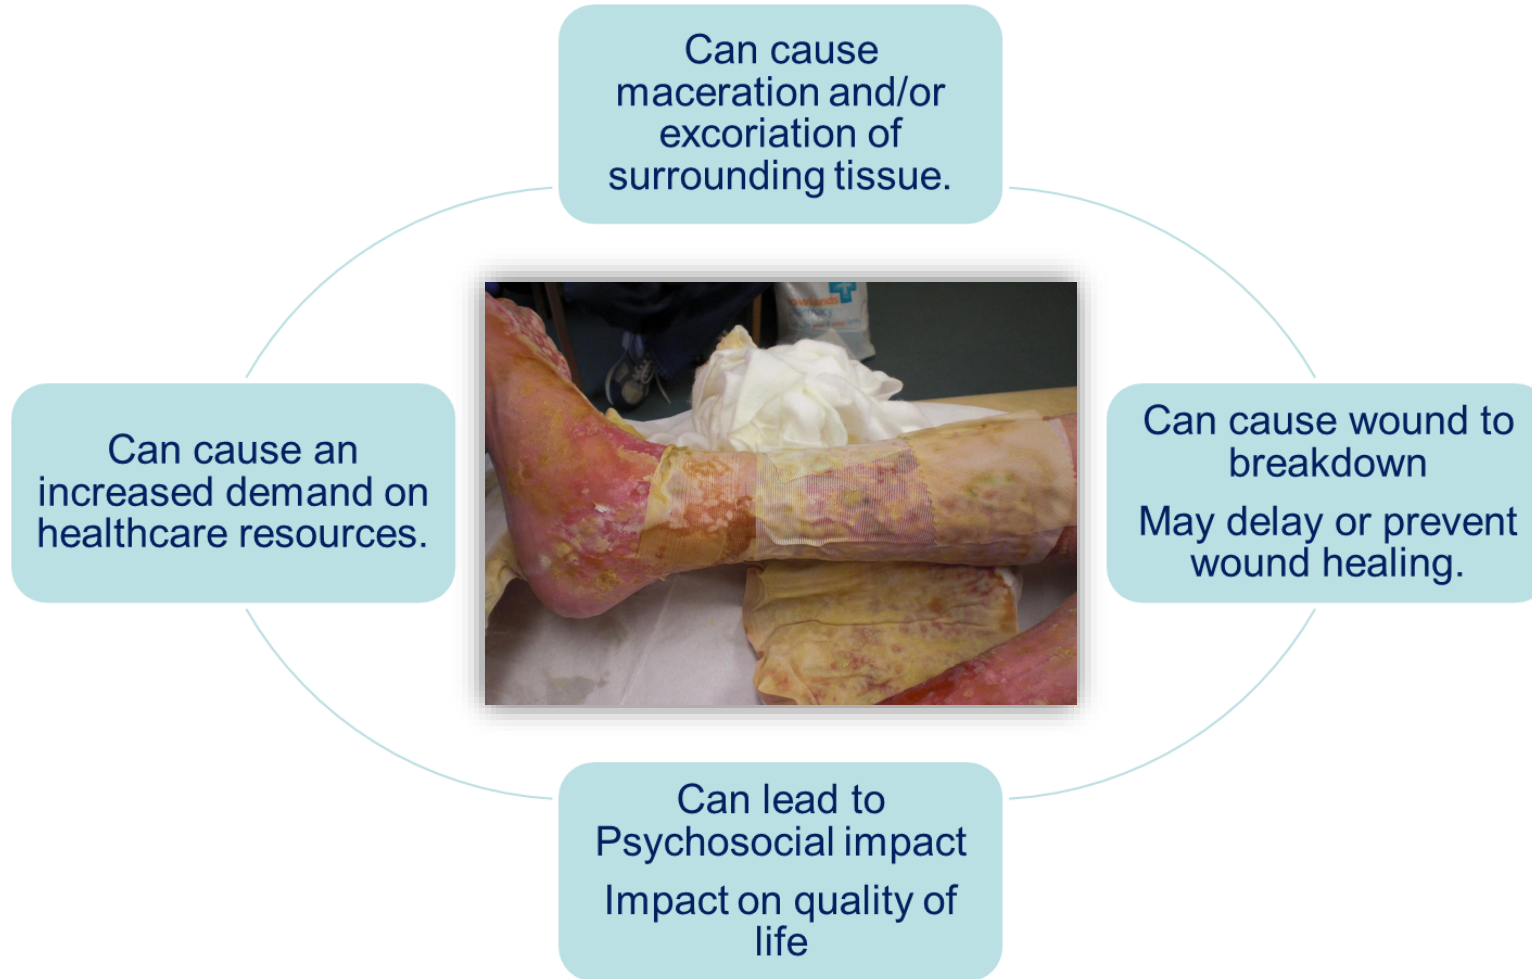 Can cause
maceration and/or
excoriation of
surrounding tissue.
Can cause wound to
breakdown
May delay or prevent
wound healing.
Can lead to
Psychosocial impact
Impact on quality of
life
Can cause an
increased demand on
healthcare resources.